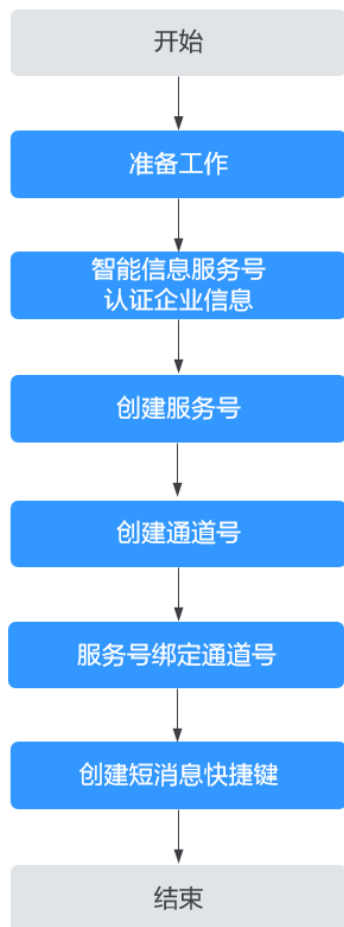 开始
准备工作
智能信息服务号
认证企业信息
创建服务号
创建通道号
服务号绑定通道号
创建短消息快捷键
结束